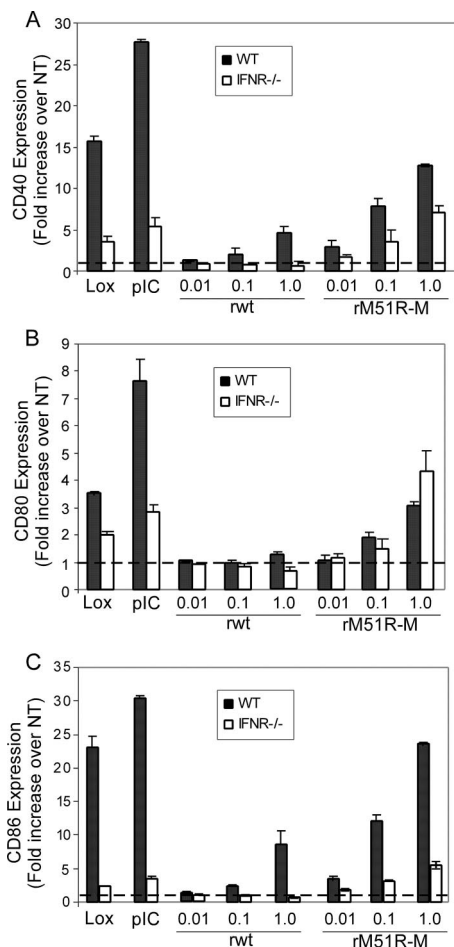 A
CD40 Expression
(Fold increase over NT)
30
25
20
15
10
5
0
WT
IFNR-/-
Lox pIC 0.01 0.1 1.0 0.01 0.1 1.0
rwt rM51R-M
B
CD80 Expression
(Fold increase over NT)
9
8
7
6
5
4
3
2
1
0
WT
IFNR-/-
Lox pIC 0.01 0.1 1.0 0.01 0.1 1.0
rwt rM51R-M
C
CD86 Expression
(Fold increase over NT)
35
30
25
20
15
10
5
0
WT
IFNR-/-
Lox pIC 0.01 0.1 1.0 0.01 0.1 1.0
rwt rM51R-M